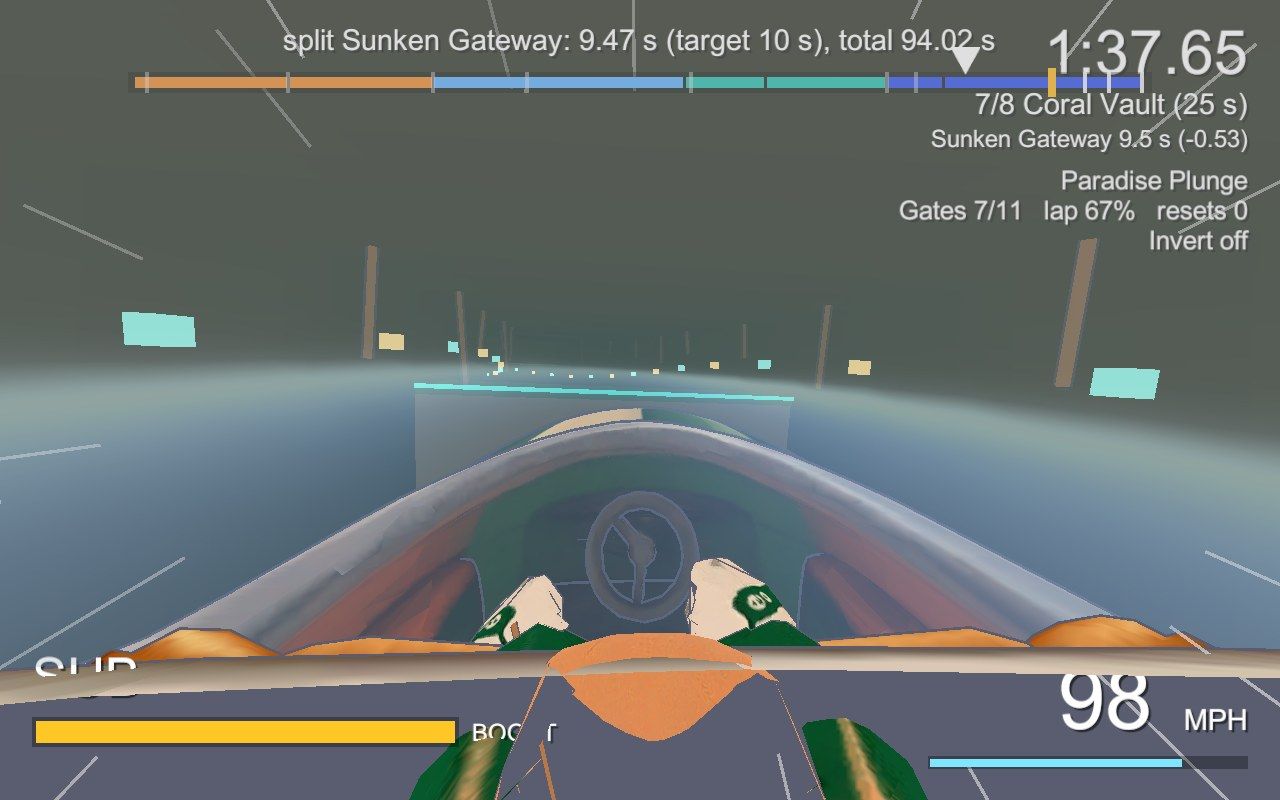 split Sunken Gateway: 9.47 s (target 10 s), total 94.02 s
1:37.65
7/8 Coral Vault (25 s)
Sunken Gateway 9.5 s (-0.53)
Paradise Plunge
Gates 7/11 lap 67% resets 0
Invert off
98 MPH